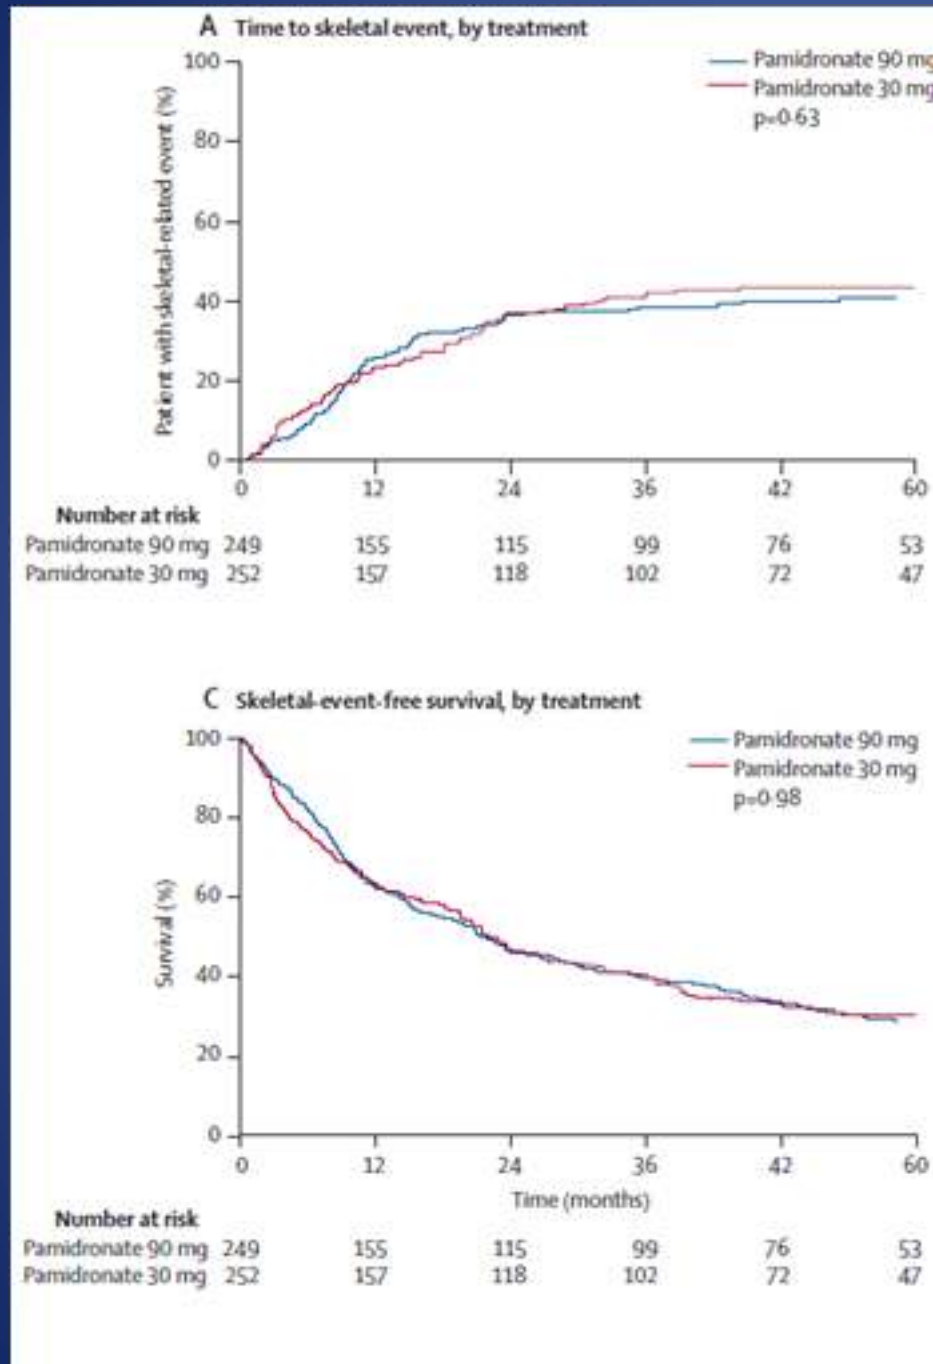 A Time to skeletal event, by treatment
Pamidronate 90 mg
Pamidronate 30 mg
p=0·63
Patient with skeletal-related event (%)
100
80
60
40
20
0
0 12 24 36 42 60
Number at risk
Pamidronate 90 mg 249 155 115 99 76 53
Pamidronate 30 mg 252 157 118 102 72 47
C Skeletal-event-free survival, by treatment
Pamidronate 90 mg
Pamidronate 30 mg
p=0·98
Survival (%)
100
80
60
40
20
0
0 12 24 36 42 60
Time (months)
Number at risk
Pamidronate 90 mg 249 155 115 99 76 53
Pamidronate 30 mg 252 157 118 102 72 47